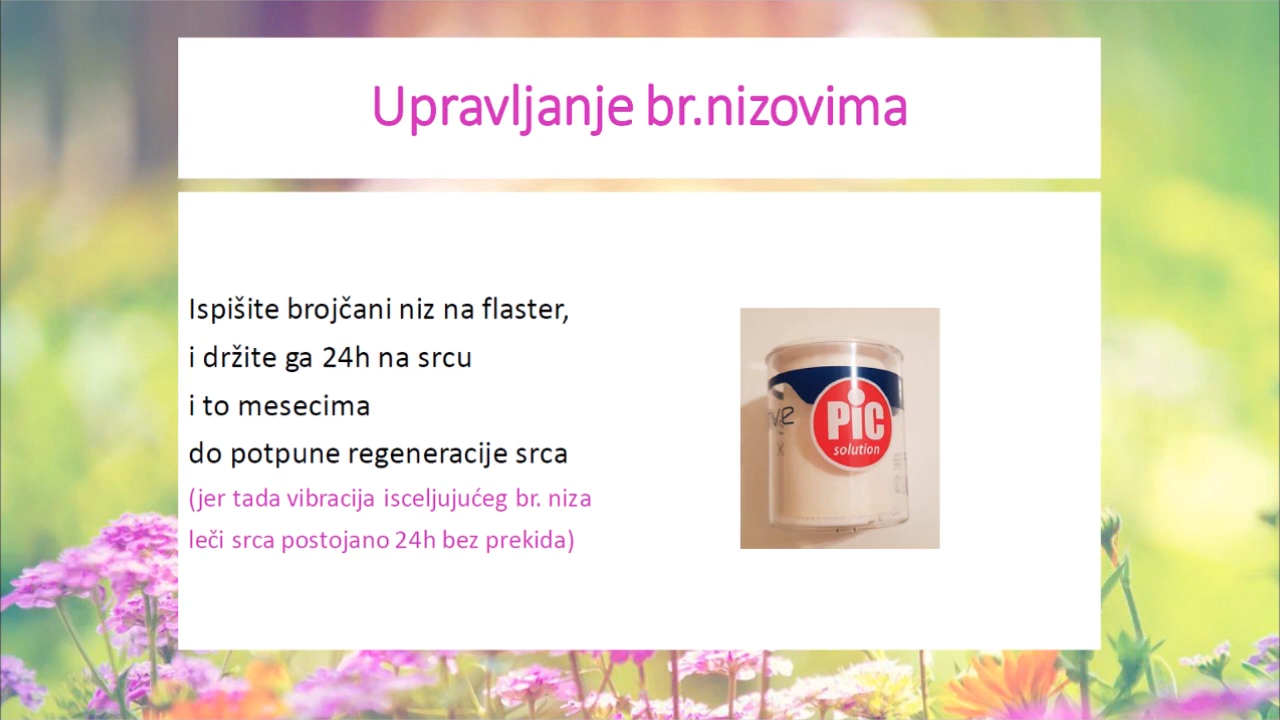 Upravljanje br.nizovima
Ispišite brojčani niz na flaster,
i držite ga 24h na srcu
i to mesecima
do potpune regeneracije srca
(jer tada vibracija isceljujućeg br. niza
leči srca postojano 24h bez prekida)
PiC
solution